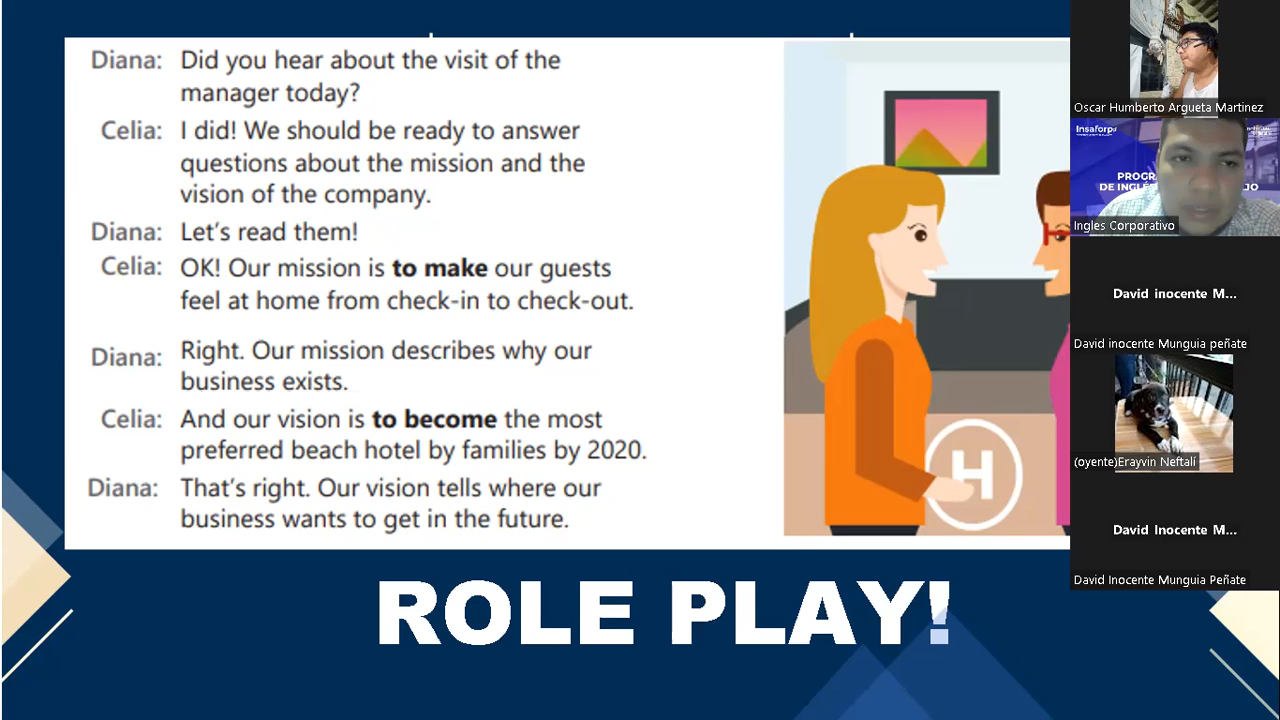 Diana: Did you hear about the visit of the
manager today?
Celia: I did! We should be ready to answer
questions about the mission and the
vision of the company.
Diana: Let's read them!
Celia: OK! Our mission is to make our guests
feel at home from check-in to check-out.
Diana: Right. Our mission describes why our
business exists.
Celia: And our vision is to become the most
preferred beach hotel by families by 2020.
Diana: That's right. Our vision tells where our
business wants to get in the future.
H
ROLE PLAY!
Oscar Humberto Argueta Martinez
Insaforp
DE INGL
Ingles Corporativo
David inocente M...
David inocente Munguia peñate
(oyente)Erayvin Neftalí
David Inocente M...
David Inocente Munguia Peñate